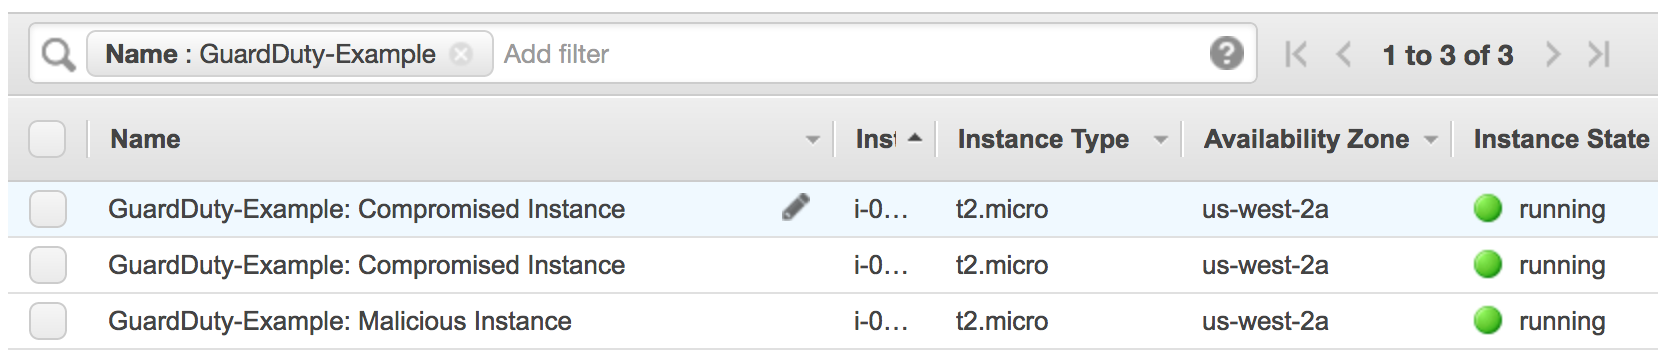 Name : GuardDuty-Example Add filter 1 to 3 of 3
Name Inst Instance Type Availability Zone Instance State
GuardDuty-Example: Compromised Instance i-0... t2.micro us-west-2a running
GuardDuty-Example: Compromised Instance i-0... t2.micro us-west-2a running
GuardDuty-Example: Malicious Instance i-0... t2.micro us-west-2a running